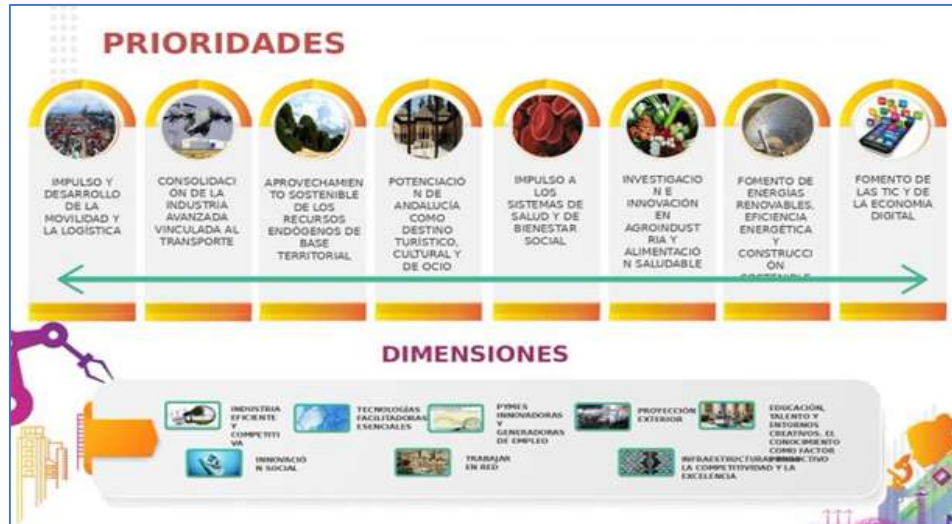 PRIORIDADES
IMPULSO Y
DESARROLLO
DE LA
MOVILIDAD Y
LA LOGÍSTICA
CONSOLIDACI
ÓN DE LA
INDUSTRIA
AVANZADA
VINCULADA AL
TRANSPORTE
APROVECHAMIEN
TO SOSTENIBLE
DE LOS
RECURSOS
ENDÓGENOS DE
BASE
TERRITORIAL
POTENCIACIÓ
N DE
ANDALUCÍA
COMO
DESTINO
TURÍSTICO,
CULTURAL Y
DE OCIO
IMPULSO A
LOS
SISTEMAS DE
SALUD Y DE
BIENESTAR
SOCIAL
INVESTIGACIO
N E
INNOVACIÓN
EN
AGROINDUST
RIA Y
ALIMENTACIÓ
N SALUDABLE
FOMENTO DE
ENERGÍAS
RENOVABLES,
EFICIENCIA
ENERGÉTICA
Y
CONSTRUCCI
ÓN
SOSTENIBLE
FOMENTO DE
LAS TIC Y DE
LA ECONOMIA
DIGITAL
DIMENSIONES
INDUSTRIA
EFICIENTE
Y
COMPETITI
VA
TECNOLOGÍAS
FACILITADORAS
ESENCIALES
PYMES
INNOVADORAS
Y
GENERADORAS
DE EMPLEO
PROYECCIÓN
EXTERIOR
EDUCACIÓN,
TALENTO Y
ENTORNOS
CREATIVOS: EL
CONOCIMIENTO
COMO FACTOR
PRODUCTIVO
INNOVACIÓ
N SOCIAL
TRABAJAR
EN RED
INFRAESTRUCTURAS PARA
LA COMPETITIVIDAD Y LA
EXCELENCIA